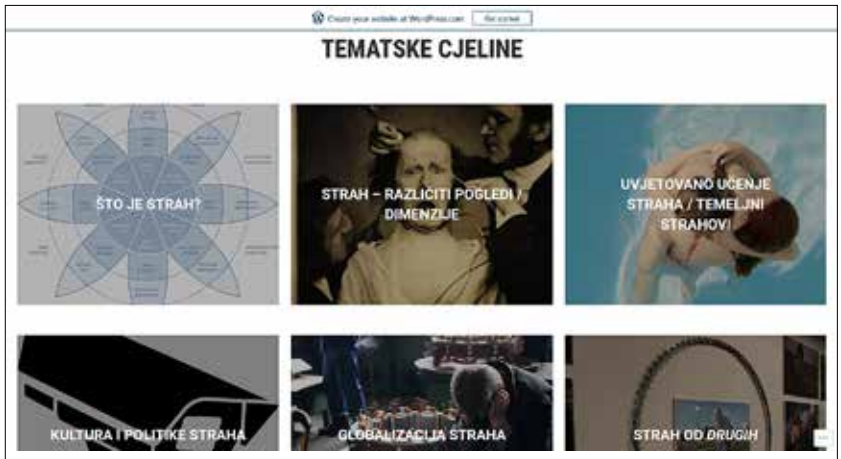 Create your website at WordPress.com
Get started
TEMATSKE CJELINE
ŠTO JE STRAH?
STRAH – RAZLIČITI POGLEDI /
DIMENZIJE
UVJETOVANO UČENJE
STRAHA / TEMELJNI
STRAHOVI
KULTURA I POLITIKE STRAHA
GLOBALIZACIJA STRAHA
STRAH OD DRUGIH